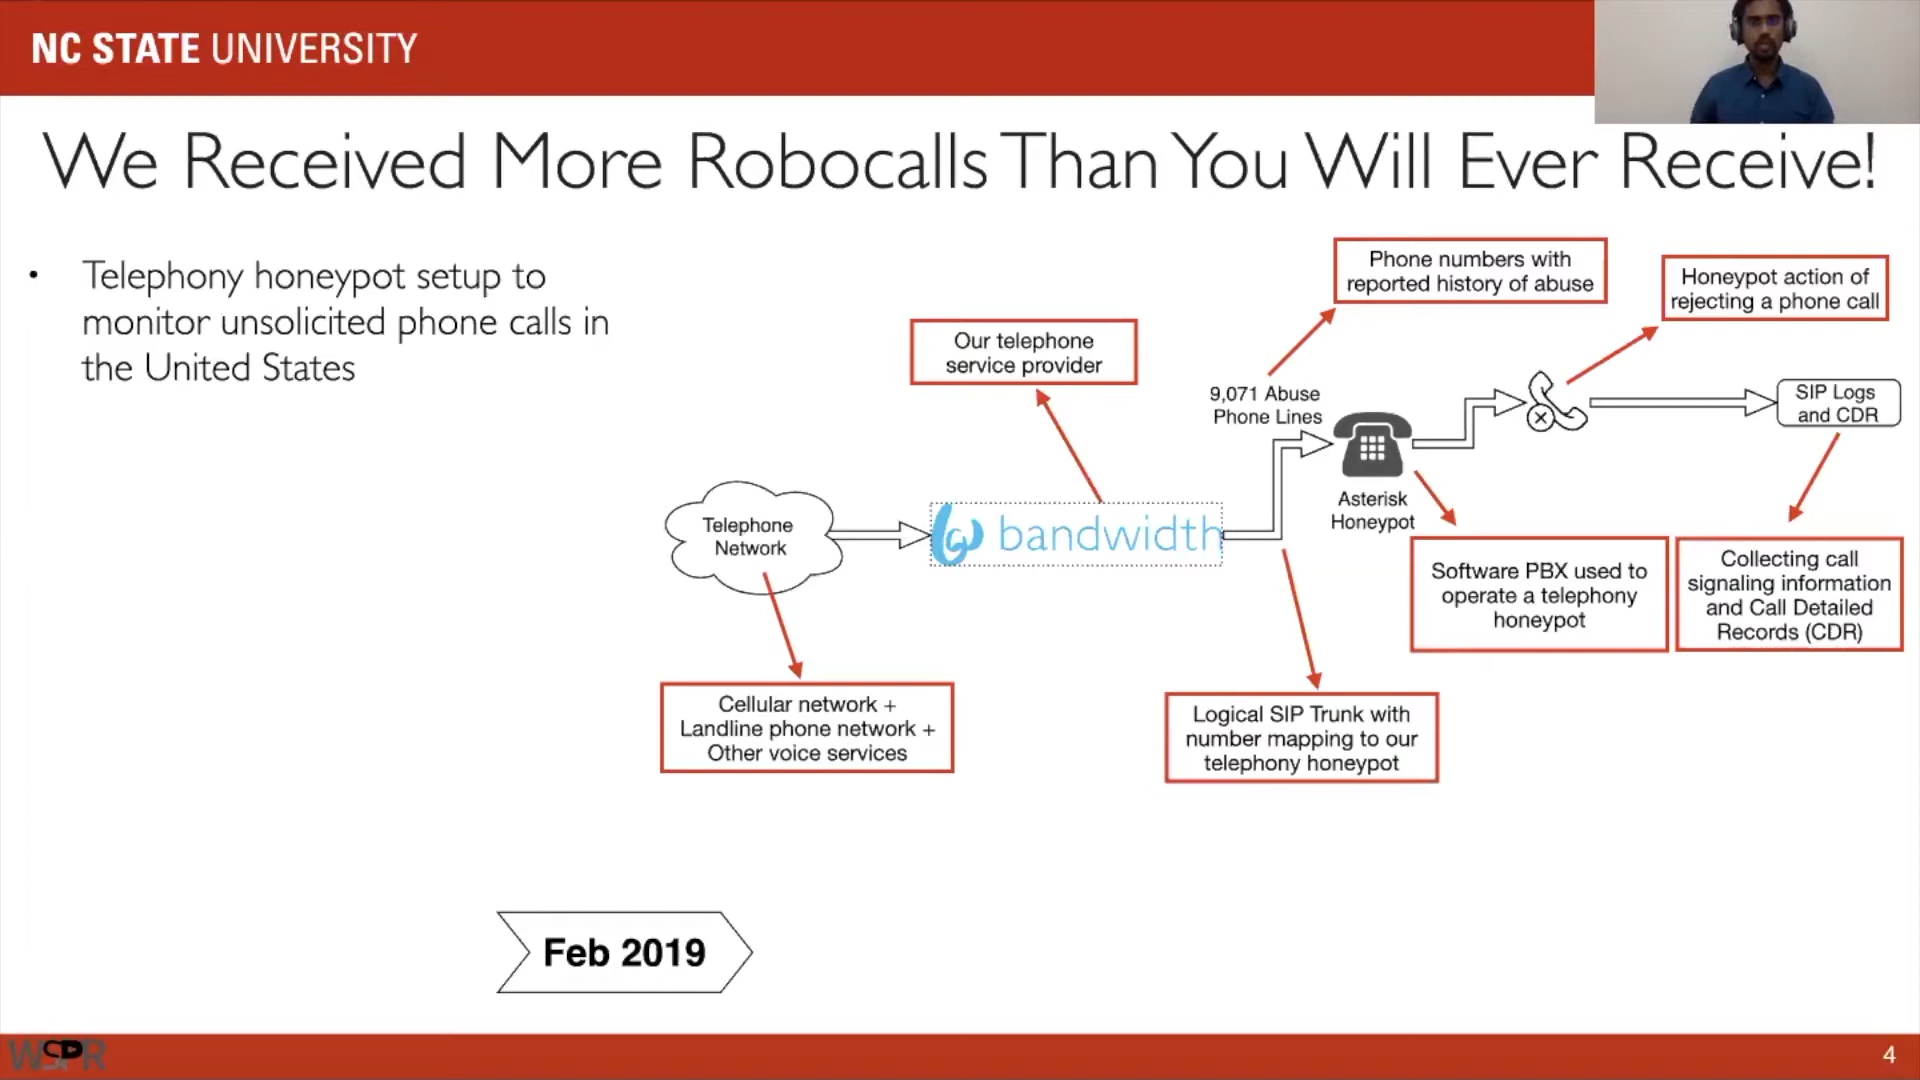 NC STATE UNIVERSITY
We Received More Robocalls Than You Will Ever Receive!
• Telephony honeypot setup to
monitor unsolicited phone calls in
the United States
Phone numbers with
reported history of abuse
Honeypot action of
rejecting a phone call
Our telephone
service provider
9,071 Abuse
Phone Lines
SIP Logs
and CDR
Asterisk
Honeypot
Telephone
Network
bandwidth
Software PBX used to
operate a telephony
honeypot
Collecting call
signaling information
and Call Detailed
Records (CDR)
Cellular network +
Landline phone network +
Other voice services
Logical SIP Trunk with
number mapping to our
telephony honeypot
Feb 2019
WSPR
4